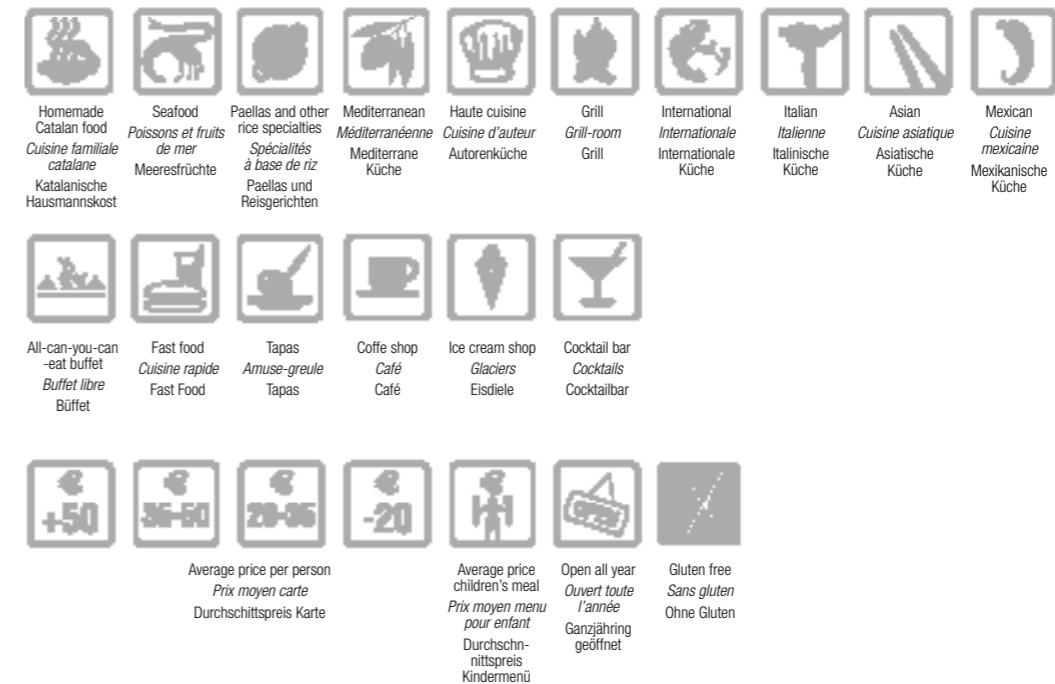 Homemade
Catalan food
Cuisine familiale
catalane
Katalanische
Hausmannskost
Seafood
Poissons et fruits
de mer
Meeresfrüchte
Paellas and other
rice specialties
Spécialités
à base de riz
Paellas und
Reisgerichten
Mediterranean
Méditerranéenne
Mediterrane
Küche
Haute cuisine
Cuisine d'auteur
Autorenküche
Grill
Grill-room
Grill
International
Internationale
Internationale
Küche
Italian
Italienne
Italinische
Küche
Asian
Cuisine asiatique
Asiatische
Küche
Mexican
Cuisine
mexicaine
Mexikanische
Küche
All-can-you-can
-eat buffet
Buffet libre
Büffet
Fast food
Cuisine rapide
Fast Food
Tapas
Amuse-greule
Tapas
Coffe shop
Café
Café
Ice cream shop
Glaciers
Eisdiele
Cocktail bar
Cocktails
Cocktailbar
€
+50
€
35-50
€
20-35
€
-20
Average price per person
Prix moyen carte
Durchschittspreis Karte
Average price
children's meal
Prix moyen menu
pour enfant
Durchschn-
nittspreis
Kindermenü
Open all year
Ouvert toute
l'année
Ganzjähring
geöffnet
Gluten free
Sans gluten
Ohne Gluten